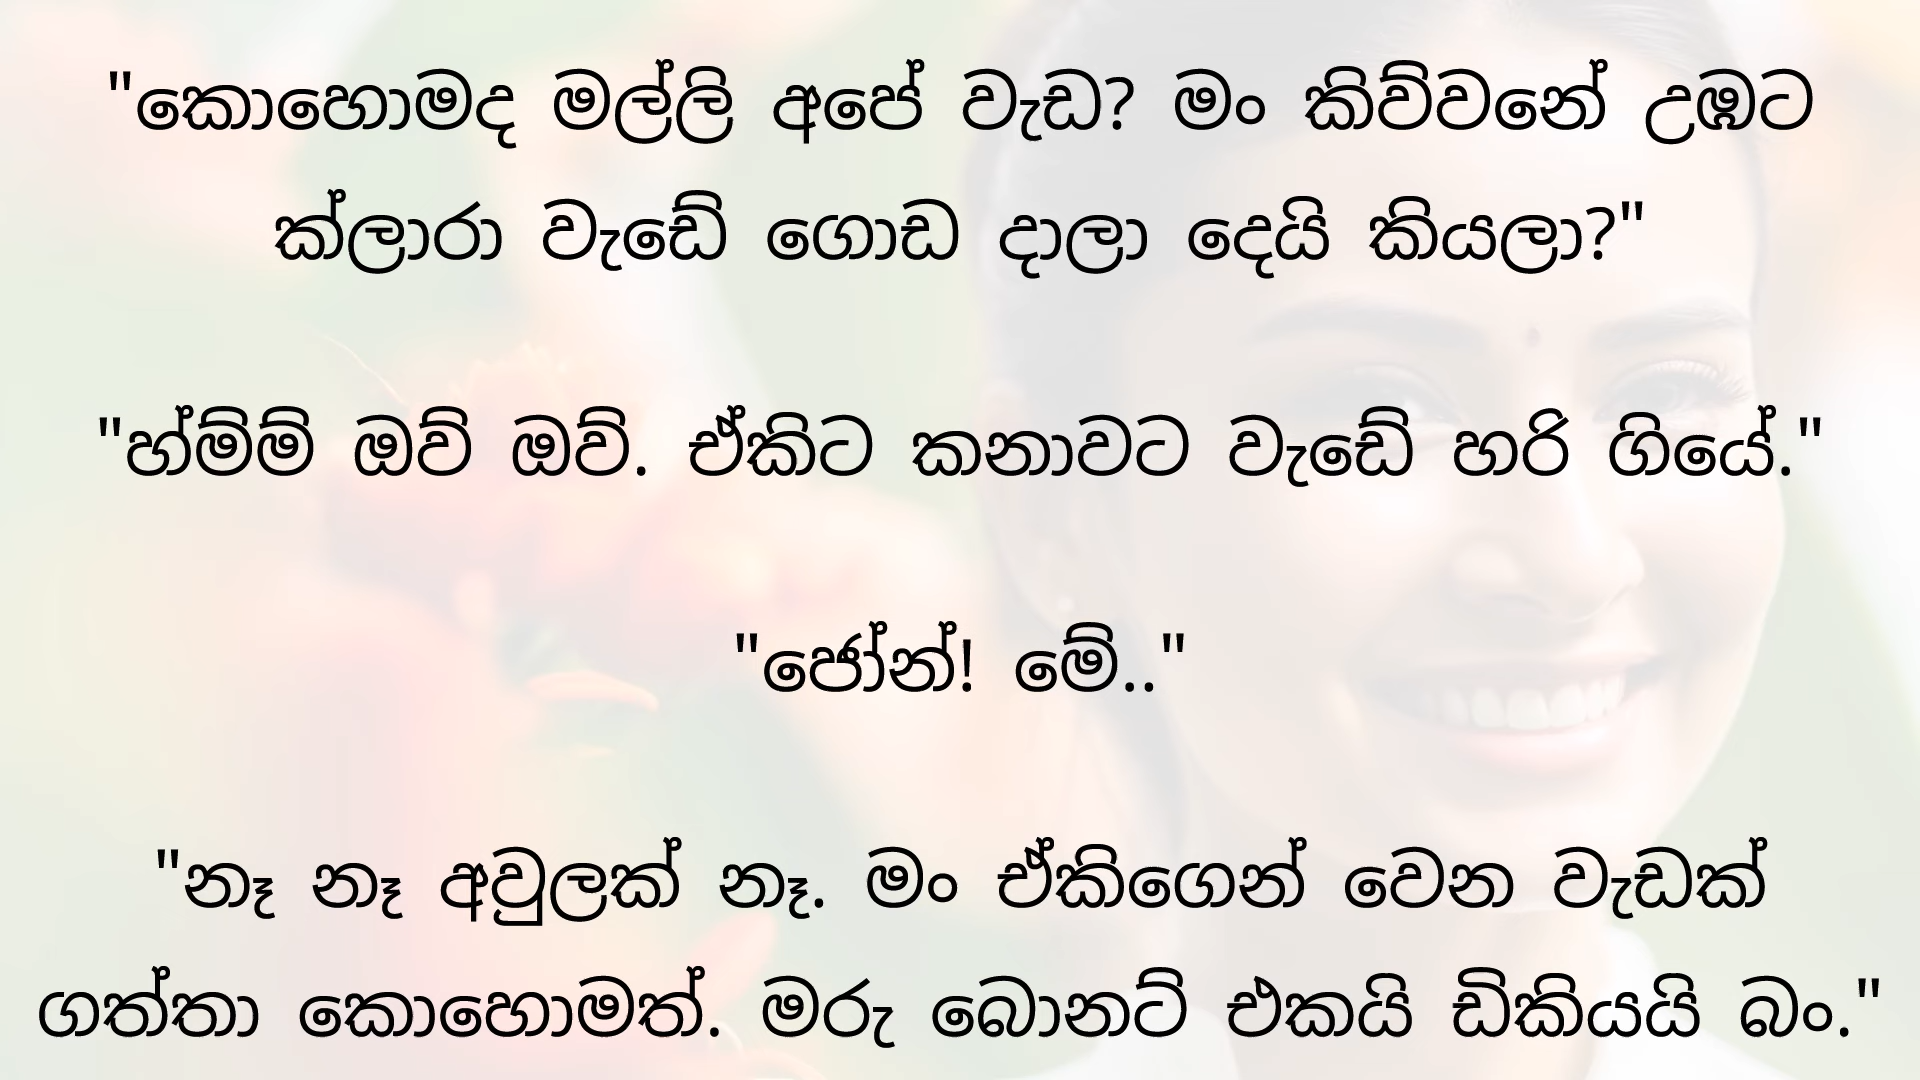 "කොහොමද මල්ලි අපේ වැඩ? මං කිව්වනේ උඹට
ක්ලාරා වැඩේ ගොඩ දාලා දෙයි කියලා?"
"හ්ම්ම් ඔව් ඔව්. ඒකිට කනාවට වැඩේ හරි ගියේ."
"ජෝන්! මේ.."
"නෑ නෑ අවුලක් නෑ. මං ඒකිගෙන් වෙන වැඩක්
ගත්තා කොහොමත්. මරු බොනට් එකයි ඩිකියයි බං."